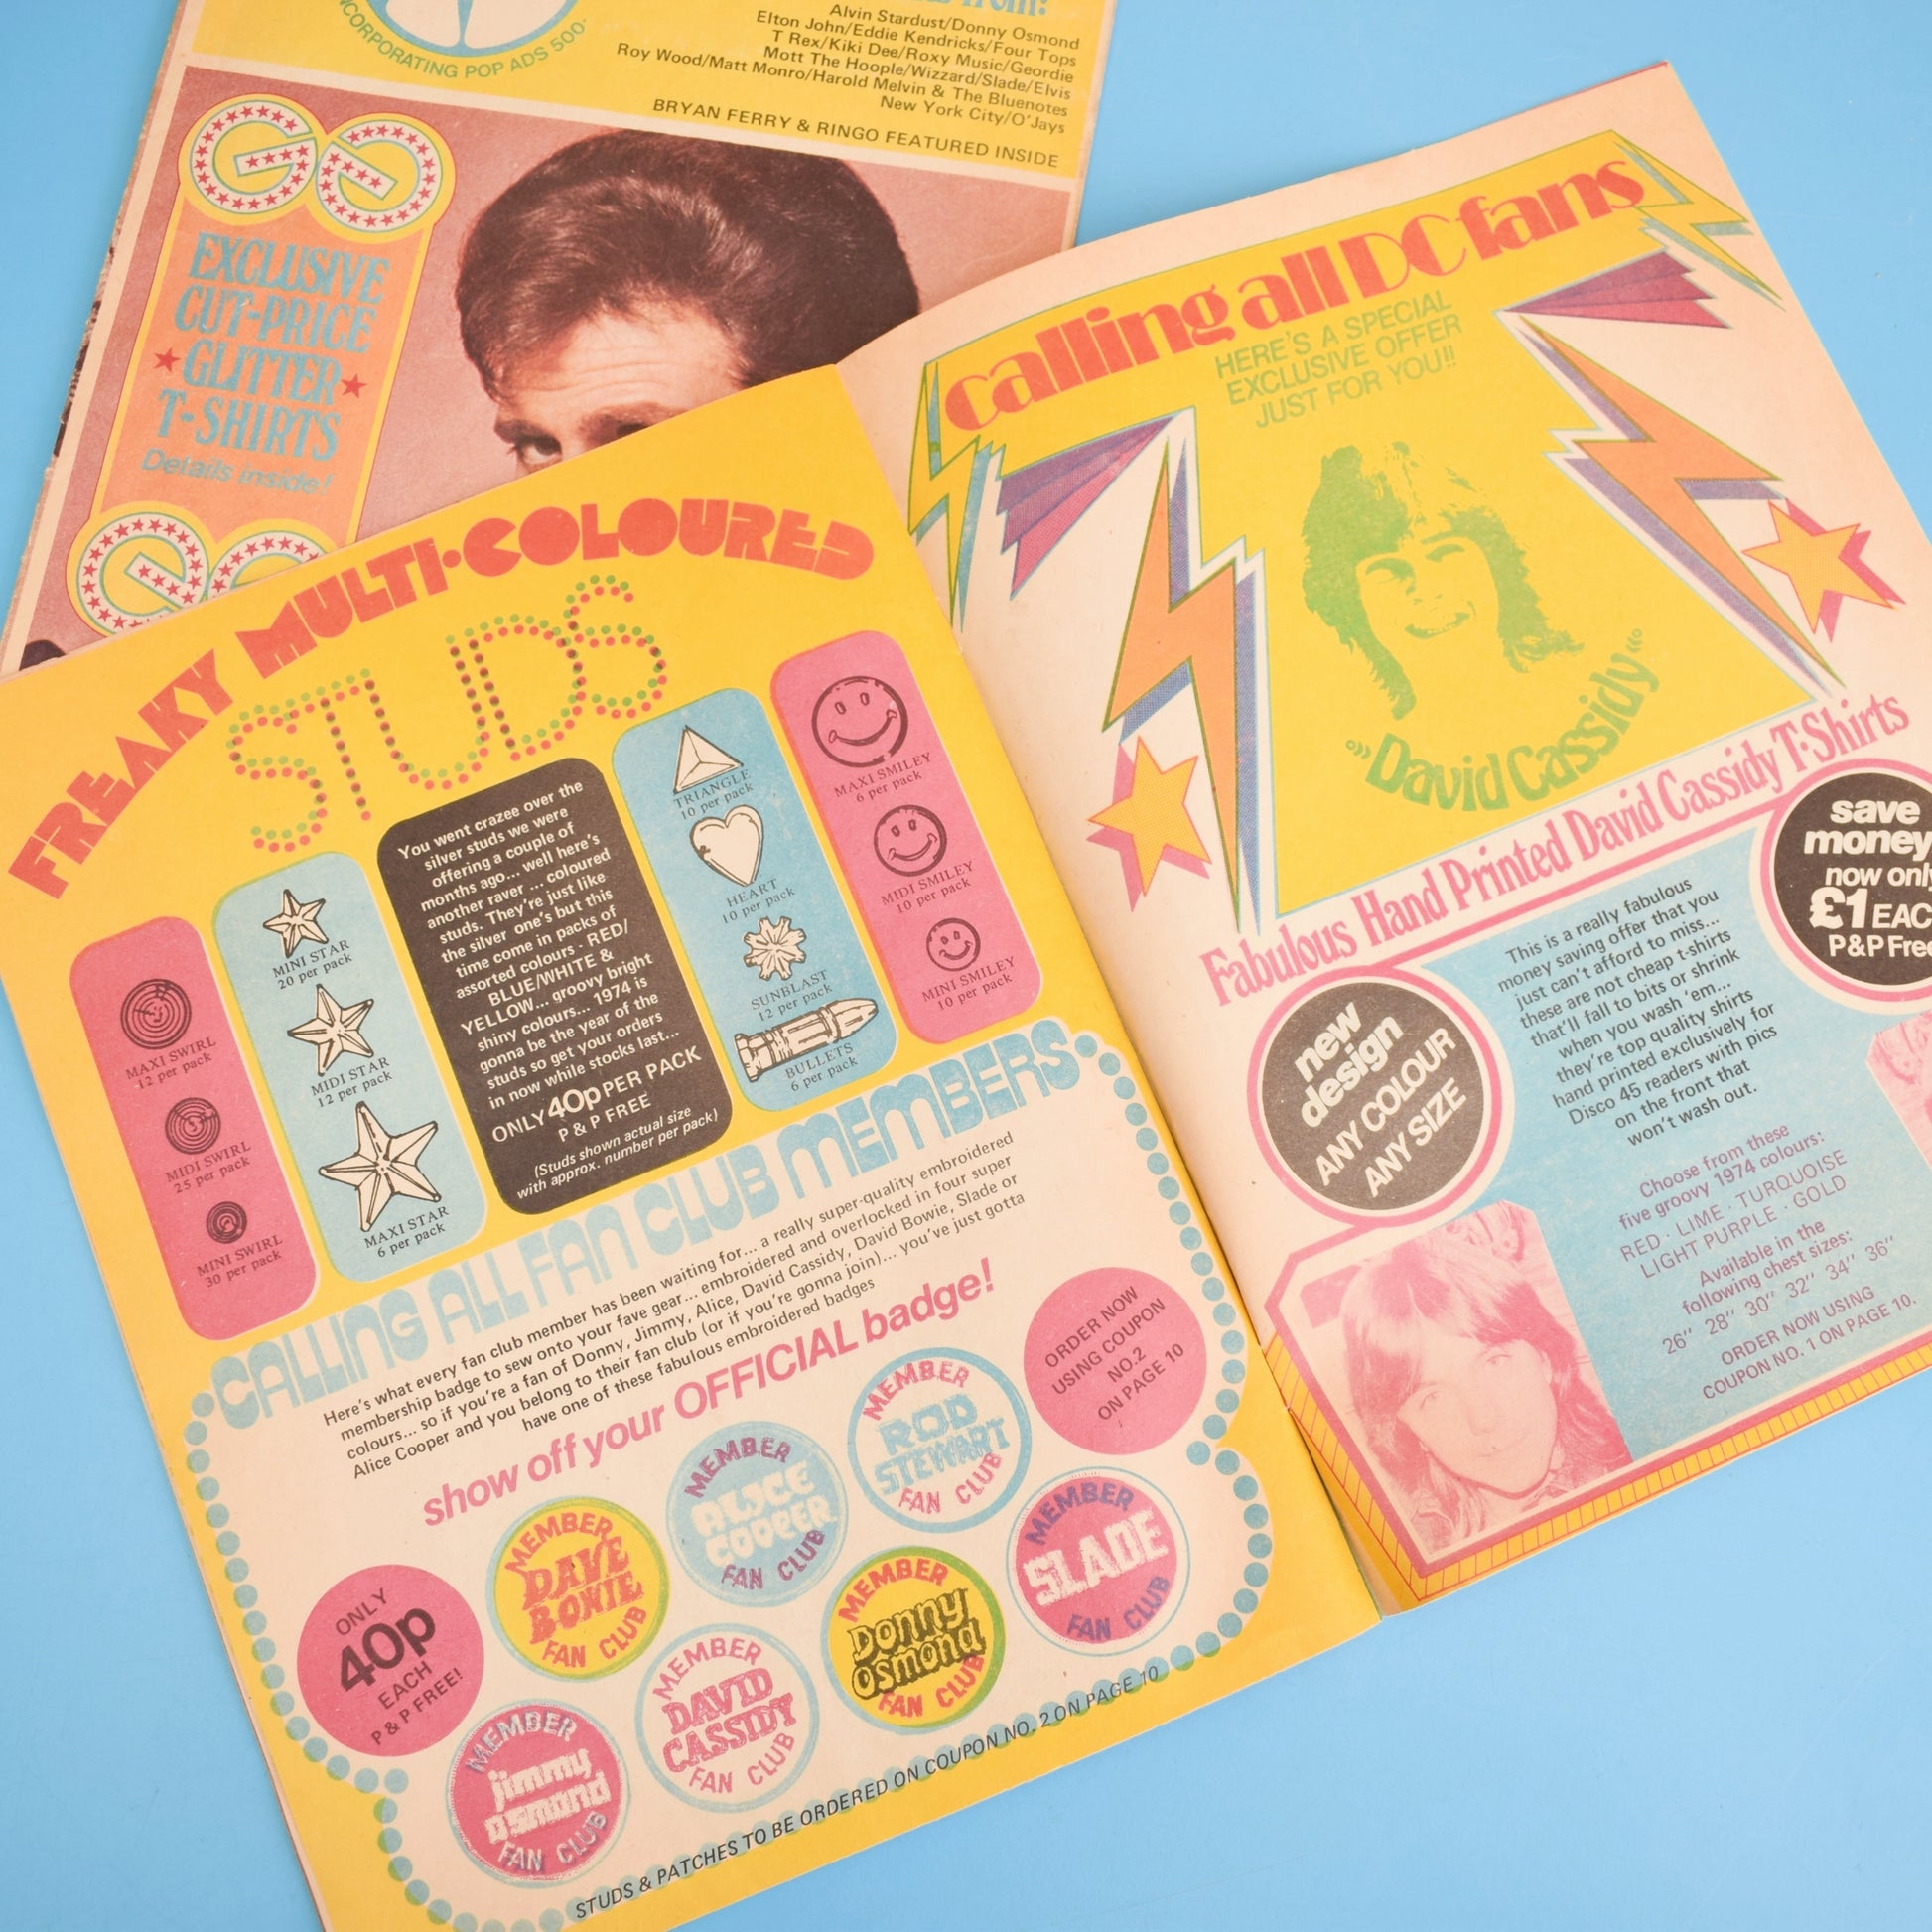 INCORPORATING POP ADS 500
from:
Alvin Stardust/Donny Osmond
Elton John/Eddie Kendricks/Four Tops
T Rex/Kiki Dee/Roxy Music/Geordie
Mott The Hoople/Wizzard/Slade/Elvis
Roy Wood/Matt Monro/Harold Melvin & The Bluenotes
New York City/O'Jays
BRYAN FERRY & RINGO FEATURED INSIDE
GG
EXCLUSIVE
CUT-PRICE
GLITTER
T-SHIRTS
Details inside!
FREAKY MULTI-COLOURED
STUDS
MAXI SWIRL
12 per pack
MIDI SWIRL
25 per pack
MINI SWIRL
30 per pack
MINI STAR
20 per pack
MIDI STAR
12 per pack
MAXI STAR
6 per pack
You went crazee over the
silver studs we were
offering a couple of
months ago... well here's
another raver ... coloured
studs. They're just like
the silver one's but this
time come in packs of
assorted colours - RED/
BLUE/WHITE &
YELLOW... groovy bright
shiny colours... 1974 is
gonna be the year of the
studs so get your orders
in now while stocks last...
ONLY 40p PER PACK
P & P FREE
(Studs shown actual size
with approx. number per pack)
TRIANGLE
10 per pack
HEART
10 per pack
SUNBLAST
12 per pack
BULLETS
6 per pack
MAXI SMILEY
6 per pack
MIDI SMILEY
10 per pack
MINI SMILEY
10 per pack
CALLING ALL FAN CLUB MEMBERS
Here's what every fan club member has been waiting for... a really super-quality embroidered
membership badge to sew onto your fave gear... embroidered and overlocked in four super
colours... so if you're a fan of Donny, Jimmy, Alice, David Cassidy, David Bowie, Slade or
Alice Cooper and you belong to their fan club (or if you're gonna join)... you've just gotta
have one of these fabulous embroidered badges
show off your OFFICIAL badge!
ORDER NOW
USING COUPON
NO.2
ON PAGE 10
MEMBER
ROD
STEWART
FAN CLUB
MEMBER
ALICE
COOPER
FAN CLUB
MEMBER
DAVE
BOWIE
FAN CLUB
MEMBER
SLADE
FAN CLUB
MEMBER
DONNY
OSMOND
FAN CLUB
MEMBER
DAVID
CASSIDY
FAN CLUB
MEMBER
jimmy
osmond
FAN CLUB
ONLY
40p
EACH
P & P FREE!
STUDS & PATCHES TO BE ORDERED ON COUPON NO. 2 ON PAGE 10
calling all DC fans
HERE'S A SPECIAL
EXCLUSIVE OFFER
JUST FOR YOU!!
David Cassidy
Fabulous Hand Printed David Cassidy T-Shirts
save
money
now only
£1 EAC
P&P Free
new
design
ANY COLOUR
ANY SIZE
This is a really fabulous
money saving offer that you
just can't afford to miss...
these are not cheap t-shirts
that'll fall to bits or shrink
when you wash 'em...
they're top quality shirts
hand printed exclusively for
Disco 45 readers with pics
on the front that
won't wash out.
Choose from these
five groovy 1974 colours:
RED · LIME · TURQUOISE
LIGHT PURPLE · GOLD
Available in the
following chest sizes:
26" 28" 30" 32" 34" 36"
ORDER NOW USING
COUPON NO. 1 ON PAGE 10.